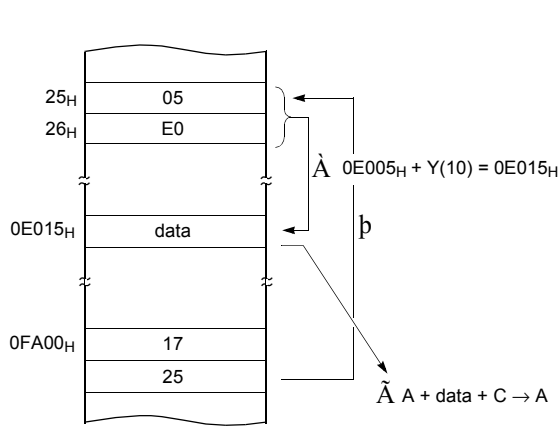 25H 05
26H E0
À 0E005H + Y(10) = 0E015H
0E015H data
þ
0FA00H 17
25
Ã A + data + C → A